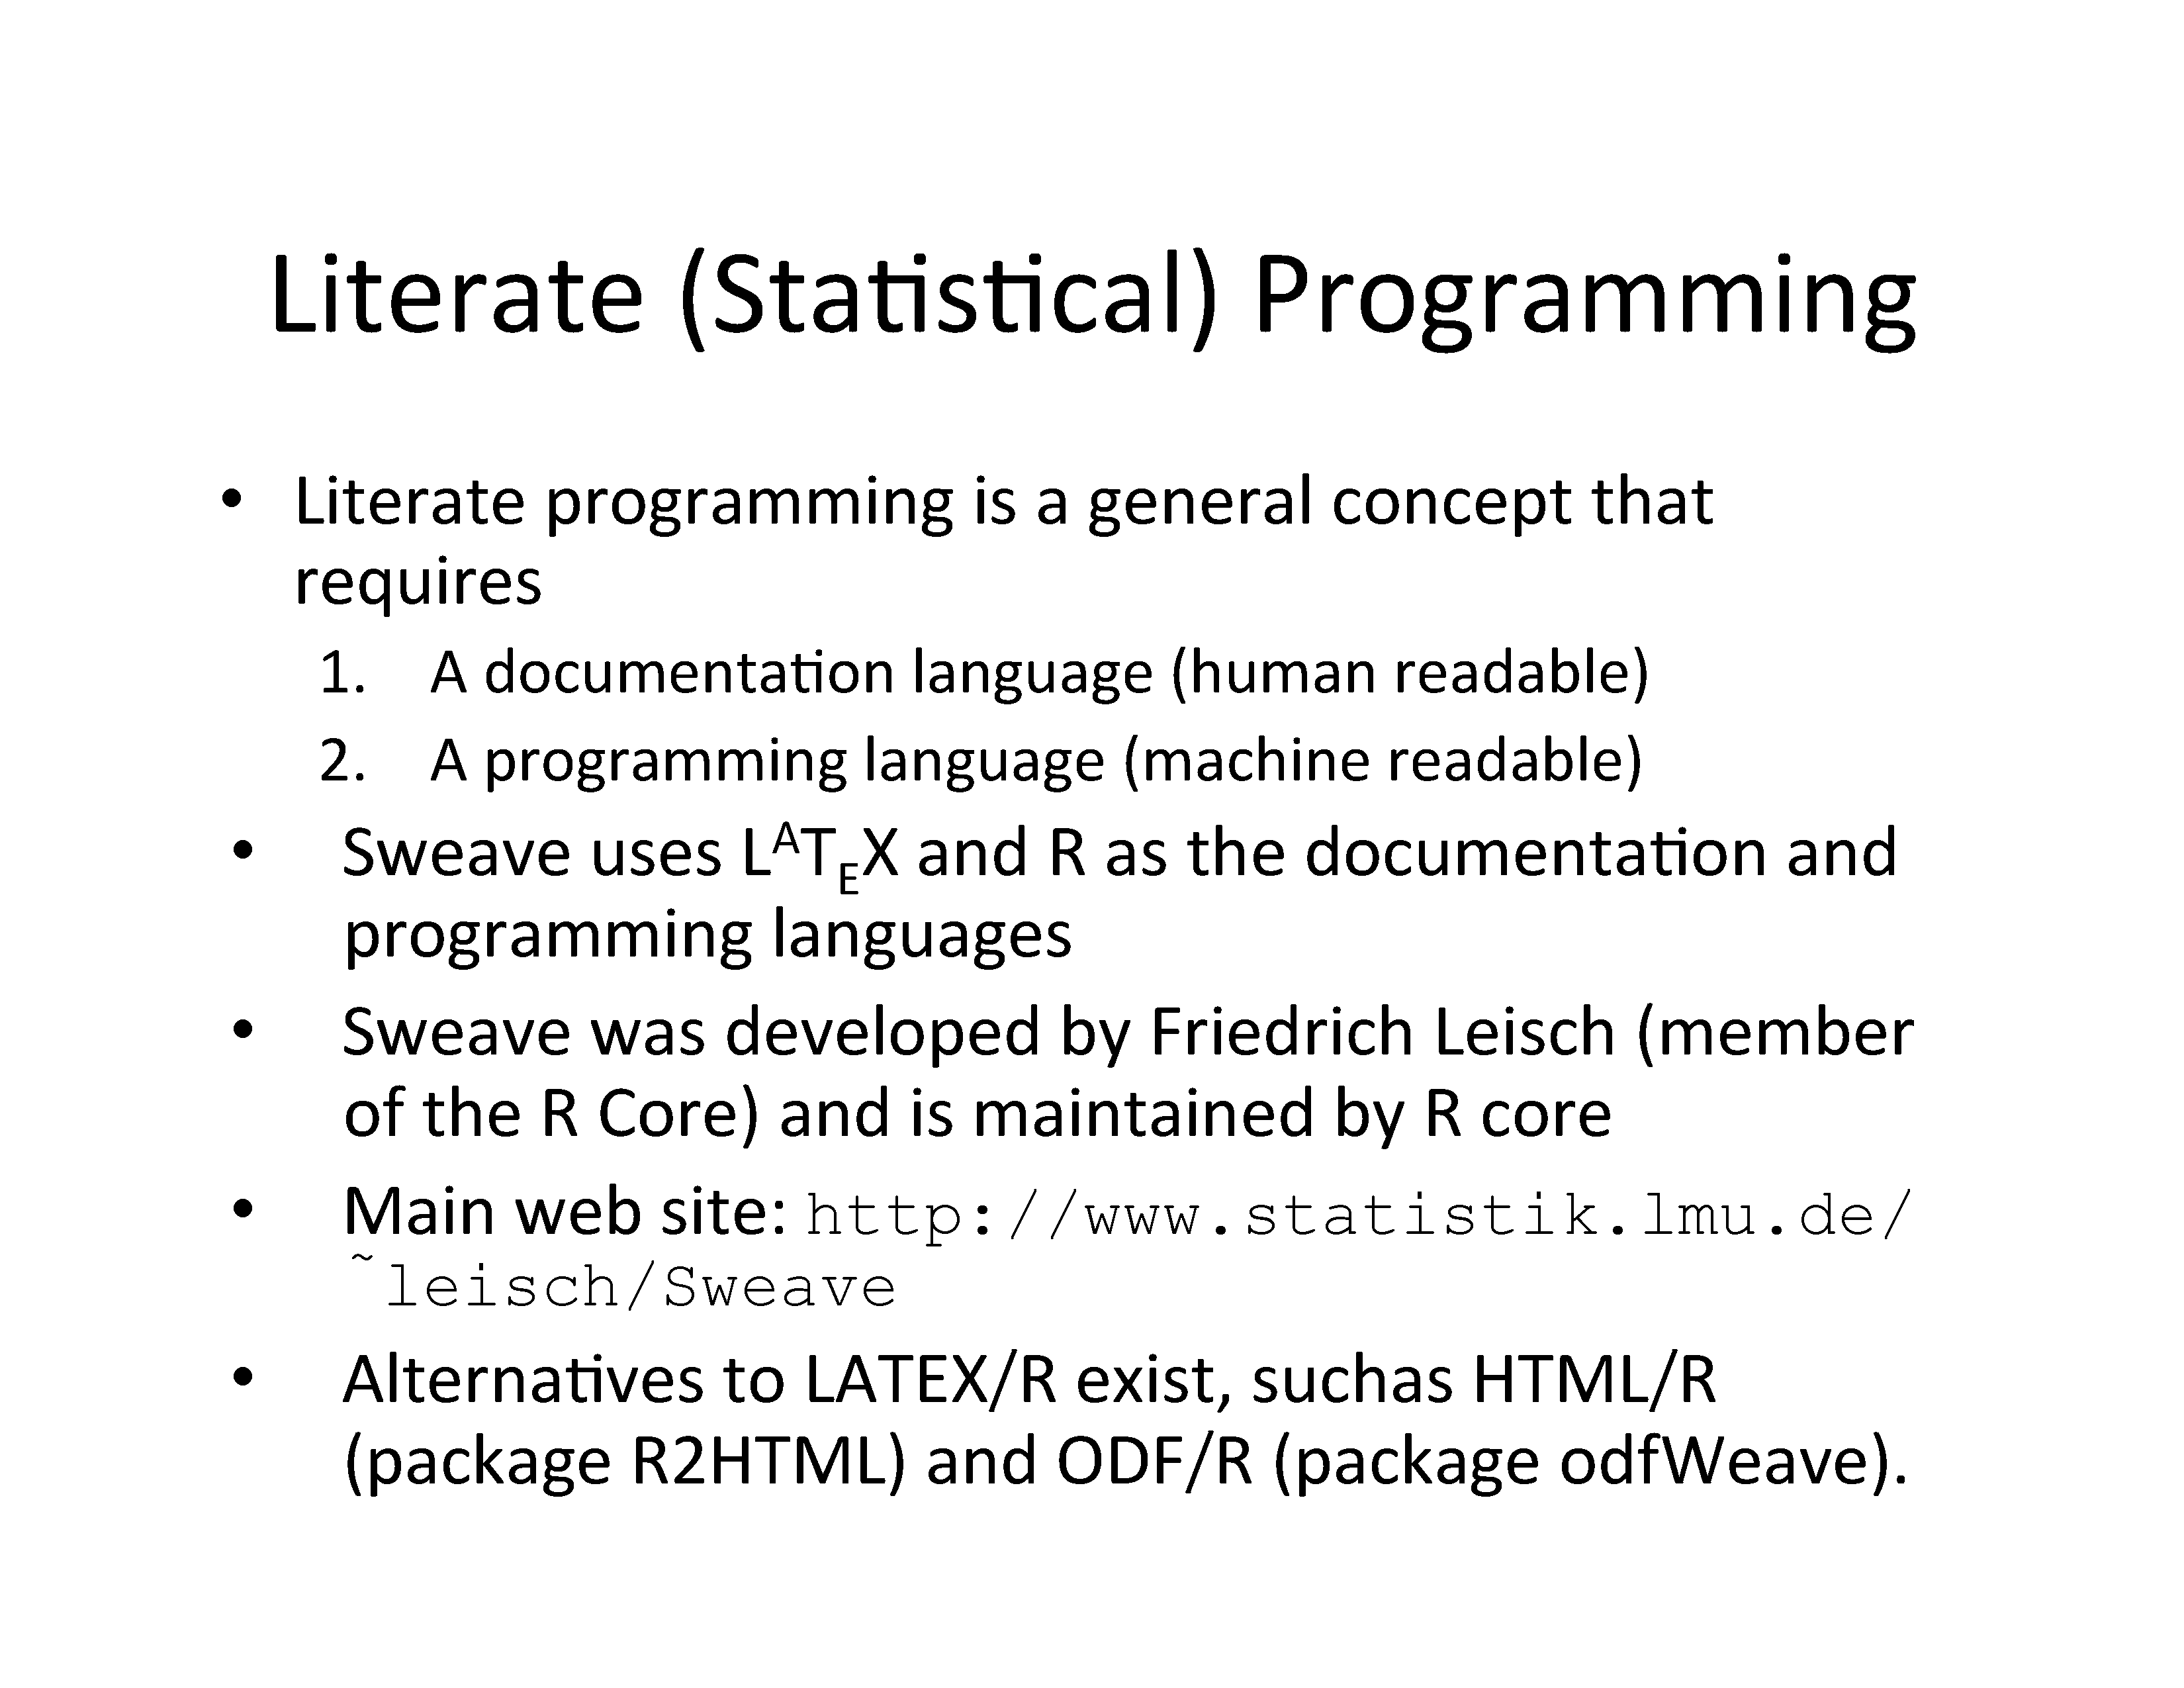 Literate (Statistical) Programming
• Literate programming is a general concept that
requires
1. A documentation language (human readable)
2. A programming language (machine readable)
• Sweave uses LATEX and R as the documentation and
programming languages
• Sweave was developed by Friedrich Leisch (member
of the R Core) and is maintained by R core
• Main web site: http://www.statistik.lmu.de/
~leisch/Sweave
• Alternatives to LATEX/R exist, suchas HTML/R
(package R2HTML) and ODF/R (package odfWeave).